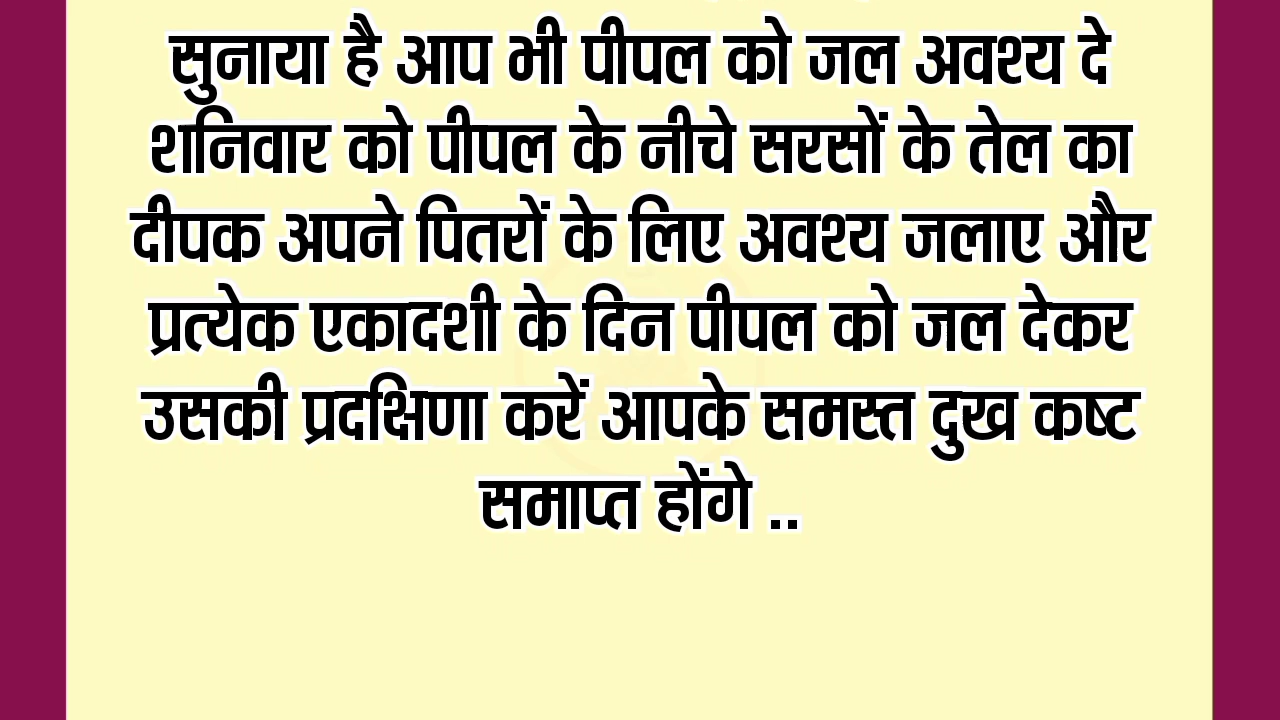 सुनाया है आप भी पीपल को जल अवश्य दे
शनिवार को पीपल के नीचे सरसों के तेल का
दीपक अपने पितरों के लिए अवश्य जलाए और
प्रत्येक एकादशी के दिन पीपल को जल देकर
उसकी प्रदक्षिणा करें आपके समस्त दुख कष्ट
समाप्त होंगे ..